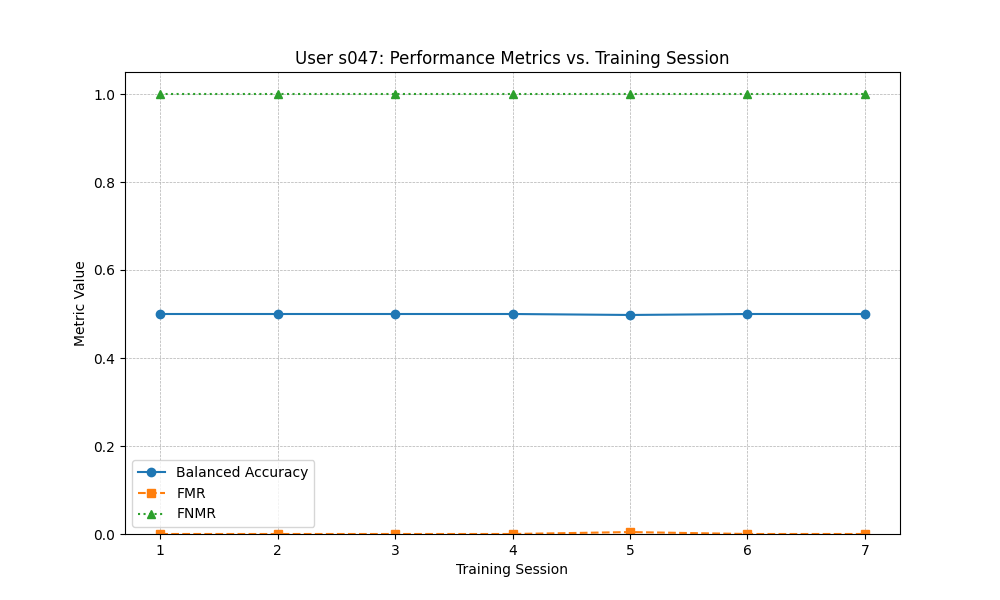 User s047: Performance Metrics vs. Training Session
Metric Value
1.0
0.8
0.6
0.4
0.2
0.0
Balanced Accuracy
FMR
FNMR
1 2 3 4 5 6 7
Training Session